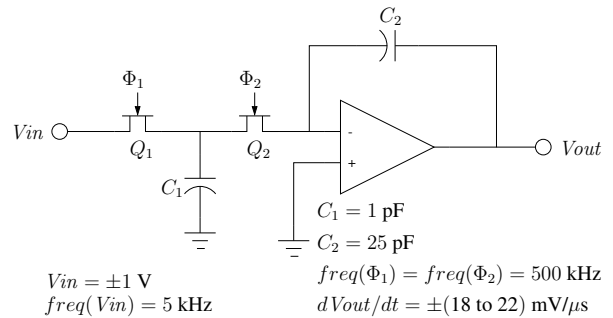 C₂
Φ₁
Φ₂
Vin
Q₁
Q₂
-
+
Vout
C₁
C₁ = 1 pF
C₂ = 25 pF
Vin = ±1 V
freq(Vin) = 5 kHz
freq(Φ₁) = freq(Φ₂) = 500 kHz
dVout/dt = ±(18 to 22) mV/μs